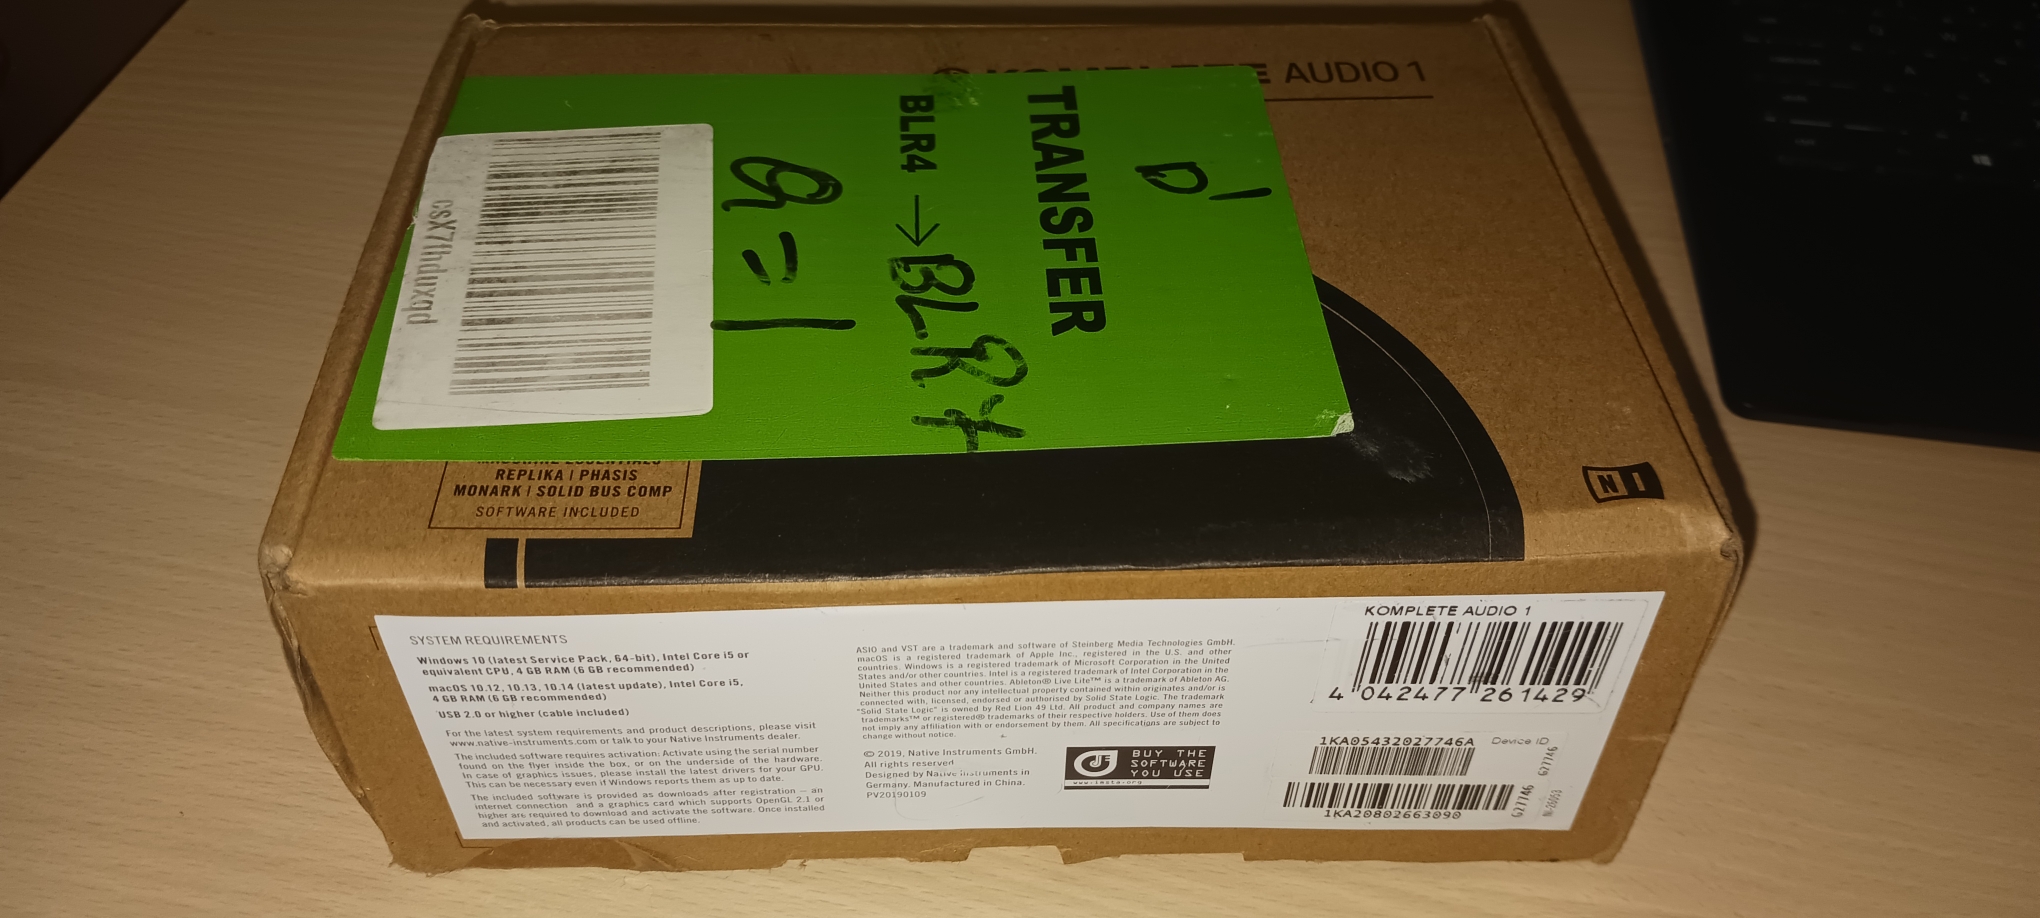 KOMPLETE AUDIO 1
D1
TRANSFER
BLR4 → BLRX
Q = 1
csX7thduxqd
REPLIKA | PHASIS
MONARK | SOLID BUS COMP
SOFTWARE INCLUDED
NI
SYSTEM REQUIREMENTS
Windows 10 (latest Service Pack, 64-bit), Intel Core i5 or
equivalent CPU, 4 GB RAM (6 GB recommended)
macOS 10.12, 10.13, 10.14 (latest update), Intel Core i5,
4 GB RAM (6 GB recommended)
USB 2.0 or higher (cable included)
For the latest system requirements and product descriptions, please visit
www.native-instruments.com or talk to your Native Instruments dealer.
The included software requires activation: Activate using the serial number
found on the flyer inside the box, or on the underside of the hardware.
In case of graphics issues, please install the latest drivers for your GPU.
This can be necessary even if Windows reports them as up to date.
The included software is provided as downloads after registration – an
internet connection and a graphics card which supports OpenGL 2.1 or
higher are required to download and activate the software. Once installed
and activated, all products can be used offline.
ASIO and VST are a trademark and software of Steinberg Media Technologies GmbH.
macOS is a registered trademark of Apple Inc., registered in the U.S. and other
countries. Windows is a registered trademark of Microsoft Corporation in the United
States and/or other countries. Intel is a registered trademark of Intel Corporation in the
United States and other countries. Ableton® Live Lite™ is a trademark of Ableton AG.
Neither this product nor any intellectual property contained within originates and/or is
connected with, licensed, endorsed or authorised by Solid State Logic. The trademark
"Solid State Logic" is owned by Red Lion 49 Ltd. All product and company names are
trademarks™ or registered® trademarks of their respective holders. Use of them does
not imply any affiliation with or endorsement by them. All specifications are subject to
change without notice.
© 2019, Native Instruments GmbH.
All rights reserved
Designed by Native Instruments in
Germany. Manufactured in China.
PV20190109
BUY THE
SOFTWARE
YOU USE
www.imsta.org
KOMPLETE AUDIO 1
4 042477 261429
1KA05432027746A Device ID
1KA20802663090
G27746
G27746
NI-26053